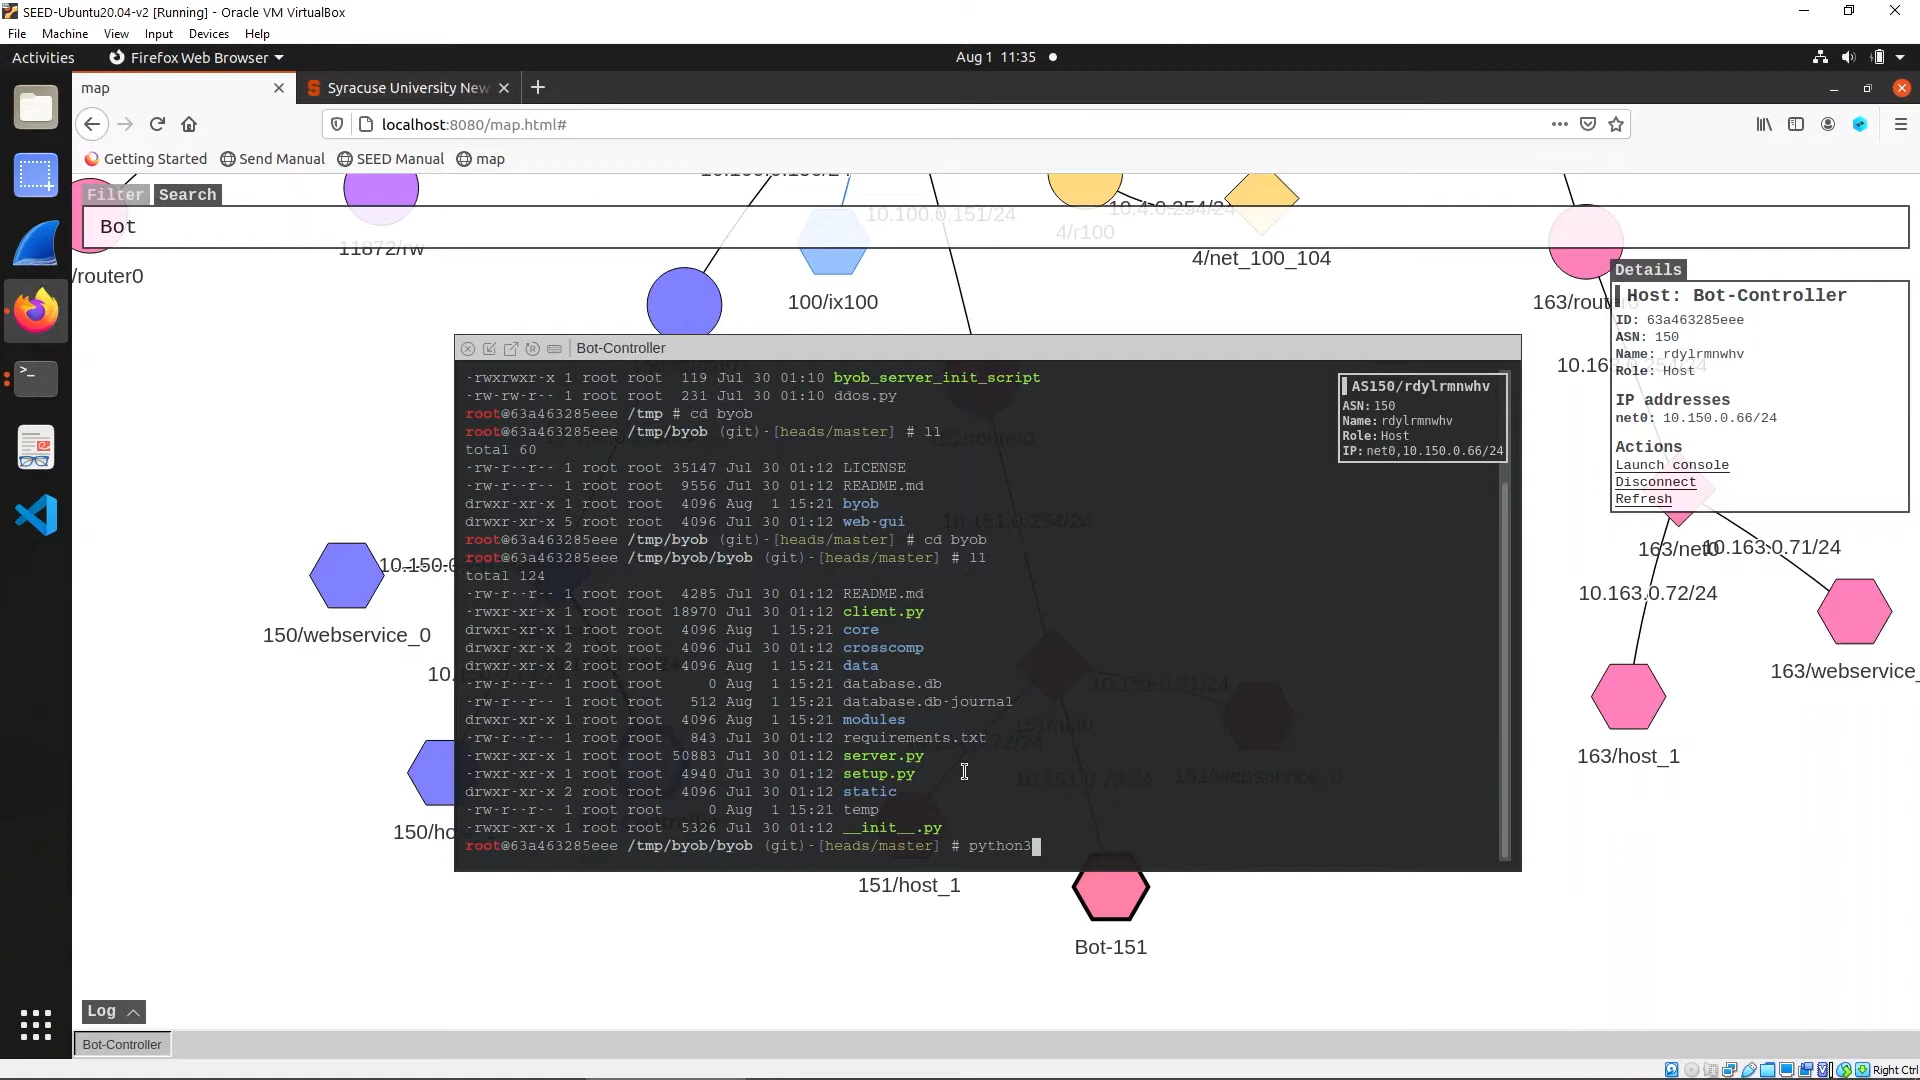 SEED-Ubuntu20.04-v2 [Running] - Oracle VM VirtualBox
File Machine View Input Devices Help
Activities Firefox Web Browser Aug 1 11:35
map Syracuse University New
localhost:8080/map.html#
Getting Started Send Manual SEED Manual map
Filter Search
Bot
10.100.0.151/24
10.4.0.254/24
4/r100
/router0
11872/rw
100/ix100
4/net_100_104
163/router0
Details
Host: Bot-Controller
ID: 63a463285eee
ASN: 150
Name: rdylrmnwhv
Role: Host
IP addresses
net0: 10.150.0.66/24
Actions
Launch console
Disconnect
Refresh
Bot-Controller
-rwxrwxr-x 1 root root 119 Jul 30 01:10 byob_server_init_script
-rw-rw-r-- 1 root root 231 Jul 30 01:10 ddos.py
root@63a463285eee /tmp # cd byob
root@63a463285eee /tmp/byob (git)-[heads/master] # ll
total 60
-rw-r--r-- 1 root root 35147 Jul 30 01:12 LICENSE
-rw-r--r-- 1 root root 9556 Jul 30 01:12 README.md
drwxr-xr-x 1 root root 4096 Aug 1 15:21 byob
drwxr-xr-x 5 root root 4096 Jul 30 01:12 web-gui
root@63a463285eee /tmp/byob (git)-[heads/master] # cd byob
root@63a463285eee /tmp/byob/byob (git)-[heads/master] # ll
total 124
-rw-r--r-- 1 root root 4285 Jul 30 01:12 README.md
-rwxr-xr-x 1 root root 18970 Jul 30 01:12 client.py
drwxr-xr-x 1 root root 4096 Aug 1 15:21 core
drwxr-xr-x 2 root root 4096 Aug 1 15:21 crosscomp
drwxr-xr-x 2 root root 4096 Aug 1 15:21 data
-rw-r--r-- 1 root root 0 Aug 1 15:21 database.db
-rw-r--r-- 1 root root 512 Aug 1 15:21 database.db-journal
drwxr-xr-x 1 root root 4096 Aug 1 15:21 modules
-rw-r--r-- 1 root root 843 Jul 30 01:12 requirements.txt
-rwxr-xr-x 1 root root 50883 Jul 30 01:12 server.py
-rwxr-xr-x 1 root root 4940 Jul 30 01:12 setup.py
drwxr-xr-x 2 root root 4096 Jul 30 01:12 static
-rw-r--r-- 1 root root 0 Aug 1 15:21 temp
-rwxr-xr-x 1 root root 5326 Jul 30 01:12 __init__.py
root@63a463285eee /tmp/byob/byob (git)-[heads/master] # python3
AS150/rdylrmnwhv
ASN: 150
Name: rdylrmnwhv
Role: Host
IP: net0,10.150.0.66/24
150/webservice_0
163/net0
10.163.0.71/24
10.163.0.72/24
163/webservice_
163/host_1
151/host_1
Bot-151
Log
Bot-Controller
Right Ctrl